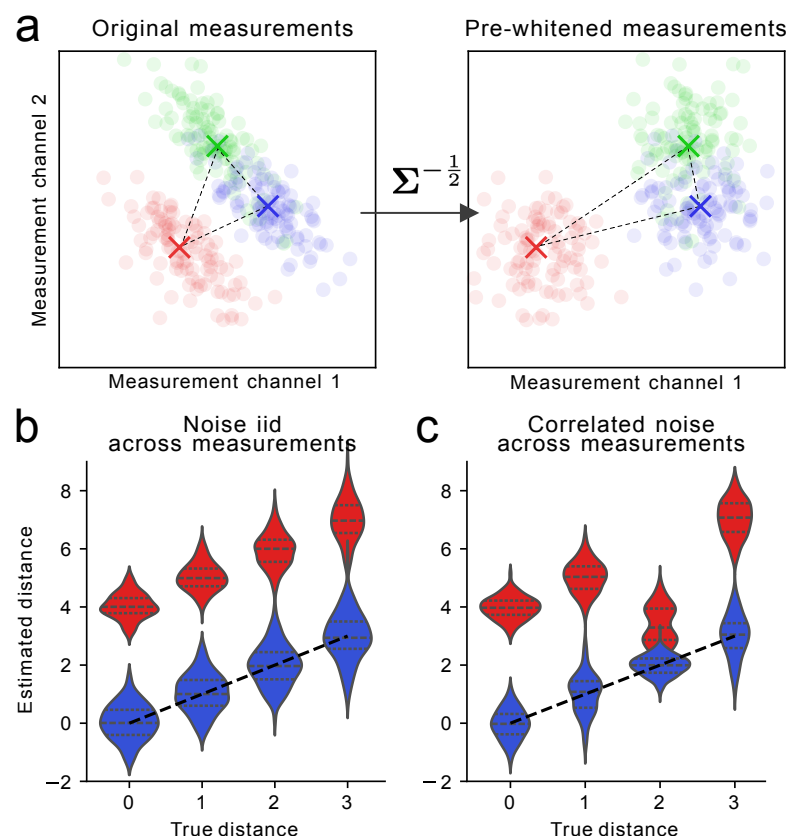 a
Original measurements
Pre-whitened measurements
Measurement channel 2
Σ^{-1/2}
Measurement channel 1
Measurement channel 1
b
Noise iid
across measurements
c
Correlated noise
across measurements
Estimated distance
8
6
4
2
0
−2
0 1 2 3
True distance
8
6
4
2
0
−2
0 1 2 3
True distance